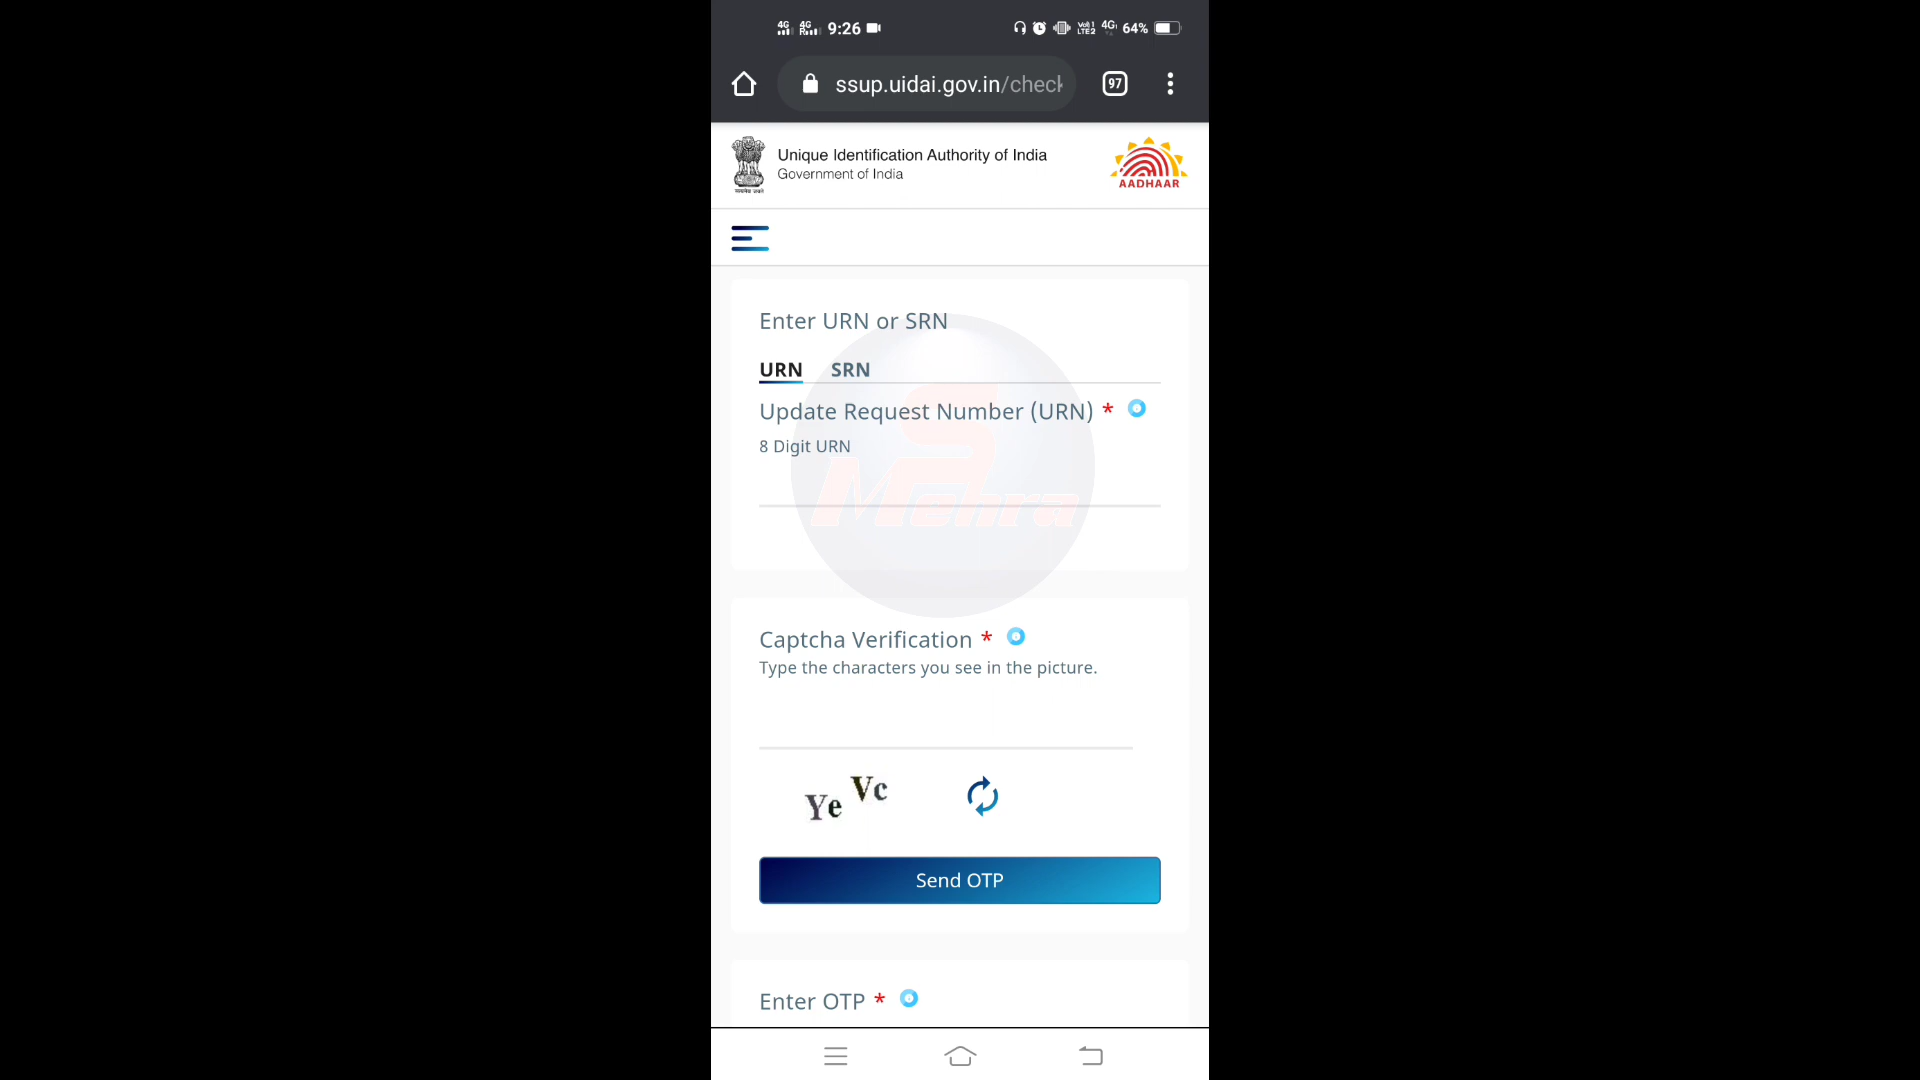 9:26 64%
ssup.uidai.gov.in/check 97
Unique Identification Authority of India
Government of India
AADHAAR
Enter URN or SRN
URN SRN
Update Request Number (URN) *
8 Digit URN
S
Mehra
Captcha Verification *
Type the characters you see in the picture.
Ye Vc
Send OTP
Enter OTP *